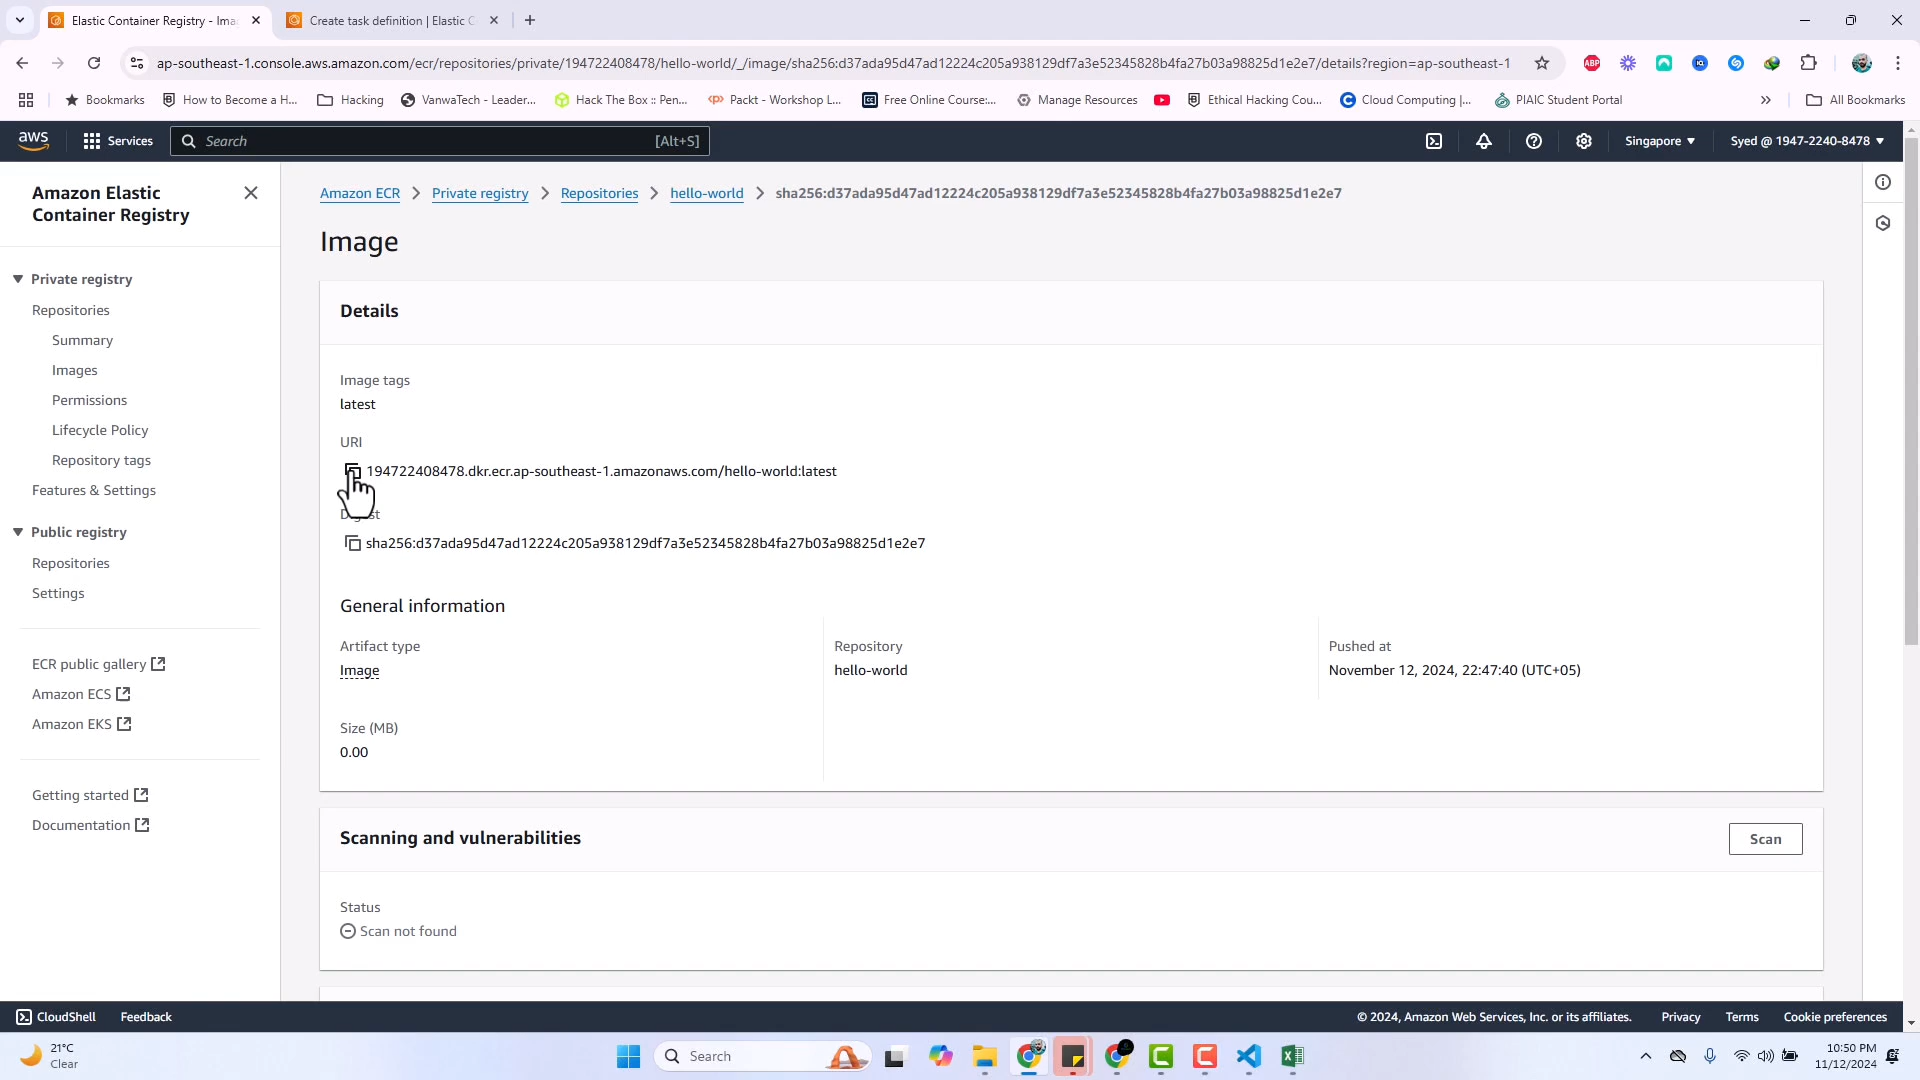 Elastic Container Registry - Ima
Create task definition | Elastic C
ap-southeast-1.console.aws.amazon.com/ecr/repositories/private/194722408478/hello-world/_/image/sha256:d37ada95d47ad12224c205a938129df7a3e52345828b4fa27b03a98825d1e2e7/details?region=ap-southeast-1
ABP
Bookmarks
How to Become a H...
Hacking
VanwaTech - Leader...
Hack The Box :: Pen...
Packt - Workshop L...
Free Online Course:...
Manage Resources
Ethical Hacking Cou...
Cloud Computing |...
PIAIC Student Portal
All Bookmarks
aws
Services
Search
[Alt+S]
Singapore
Syed @ 1947-2240-8478
Amazon Elastic
Container Registry
Private registry
Repositories
Summary
Images
Permissions
Lifecycle Policy
Repository tags
Features & Settings
Public registry
Repositories
Settings
ECR public gallery
Amazon ECS
Amazon EKS
Getting started
Documentation
Amazon ECR
Private registry
Repositories
hello-world
sha256:d37ada95d47ad12224c205a938129df7a3e52345828b4fa27b03a98825d1e2e7
Image
Details
Image tags
latest
URI
194722408478.dkr.ecr.ap-southeast-1.amazonaws.com/hello-world:latest
Digest
sha256:d37ada95d47ad12224c205a938129df7a3e52345828b4fa27b03a98825d1e2e7
General information
Artifact type
Image
Repository
hello-world
Pushed at
November 12, 2024, 22:47:40 (UTC+05)
Size (MB)
0.00
Scanning and vulnerabilities
Scan
Status
Scan not found
CloudShell
Feedback
© 2024, Amazon Web Services, Inc. or its affiliates.
Privacy
Terms
Cookie preferences
21°C
Clear
Search
10:50 PM
11/12/2024